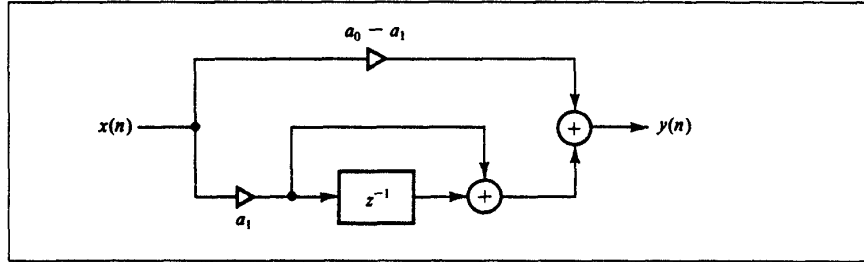 a₀ − a₁
x(n)
+
y(n)
z⁻¹
+
a₁